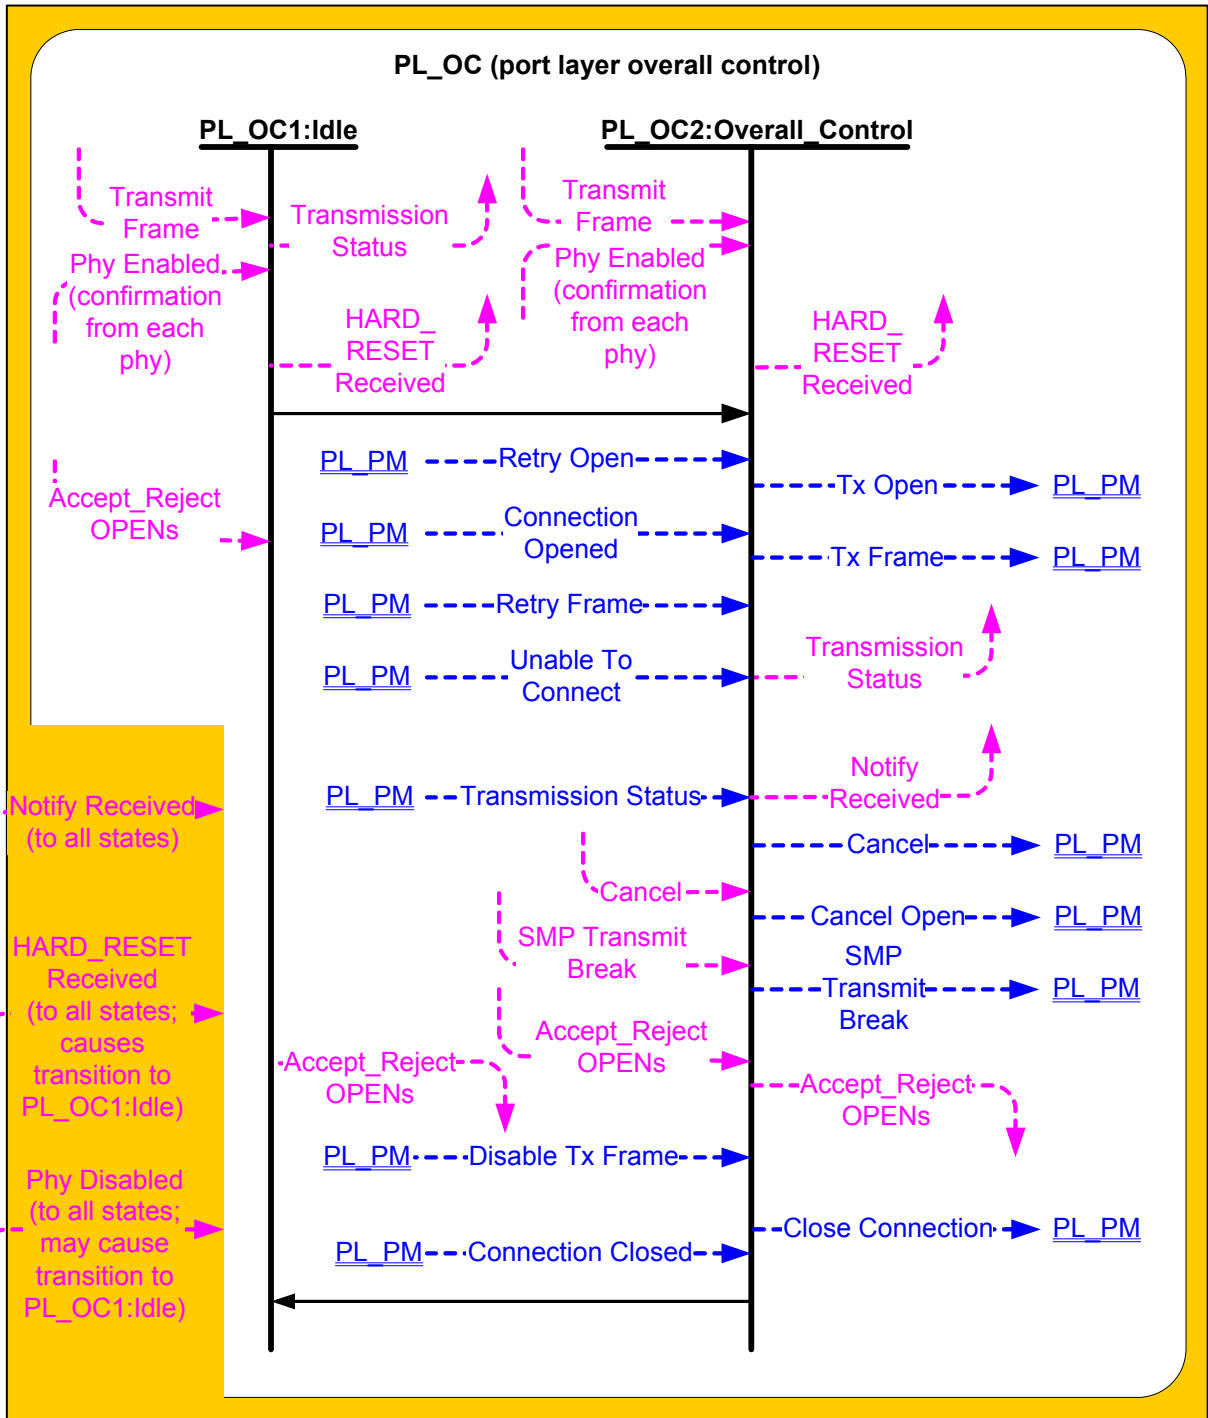 PL_OC (port layer overall control)
PL_OC1:Idle
PL_OC2:Overall_Control
Transmit
Frame
Transmission
Status
Transmit
Frame
Phy Enabled
(confirmation
from each
phy)
Phy Enabled
(confirmation
from each
phy)
HARD_
RESET
Received
HARD_
RESET
Received
PL_PM
Retry Open
Tx Open
PL_PM
Accept_Reject
OPENs
PL_PM
Connection
Opened
Tx Frame
PL_PM
PL_PM
Retry Frame
PL_PM
Unable To
Connect
Transmission
Status
Notify
Received
Notify Received
(to all states)
PL_PM
Transmission Status
Cancel
PL_PM
Cancel
Cancel Open
PL_PM
SMP Transmit
Break
SMP
Transmit
Break
PL_PM
HARD_RESET
Received
(to all states;
causes
transition to
PL_OC1:Idle)
Accept_Reject
OPENs
Accept_Reject
OPENs
Accept_Reject
OPENs
PL_PM
Disable Tx Frame
Phy Disabled
(to all states;
may cause
transition to
PL_OC1:Idle)
Close Connection
PL_PM
PL_PM
Connection Closed